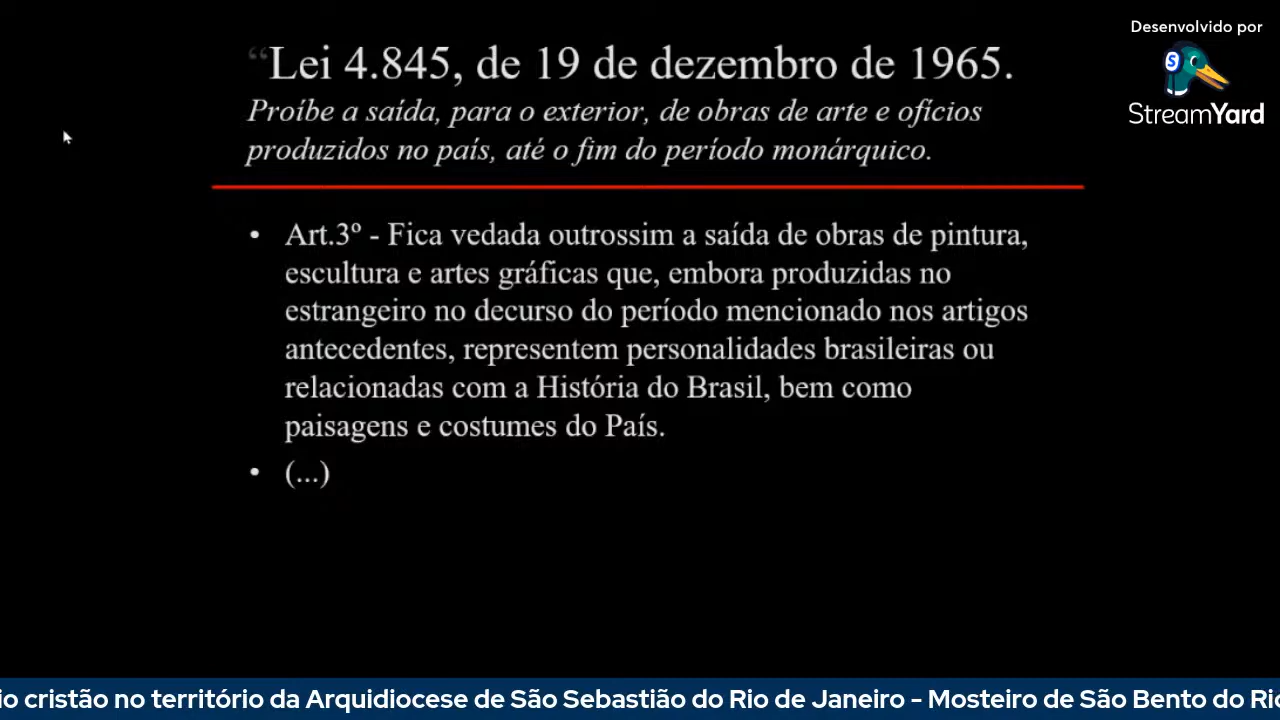 Desenvolvido por
StreamYard
“Lei 4.845, de 19 de dezembro de 1965.
Proíbe a saída, para o exterior, de obras de arte e ofícios
produzidos no país, até o fim do período monárquico.
• Art.3º - Fica vedada outrossim a saída de obras de pintura,
escultura e artes gráficas que, embora produzidas no
estrangeiro no decurso do período mencionado nos artigos
antecedentes, representem personalidades brasileiras ou
relacionadas com a História do Brasil, bem como
paisagens e costumes do País.
• (...)
io cristão no território da Arquidiocese de São Sebastião do Rio de Janeiro - Mosteiro de São Bento do Rio